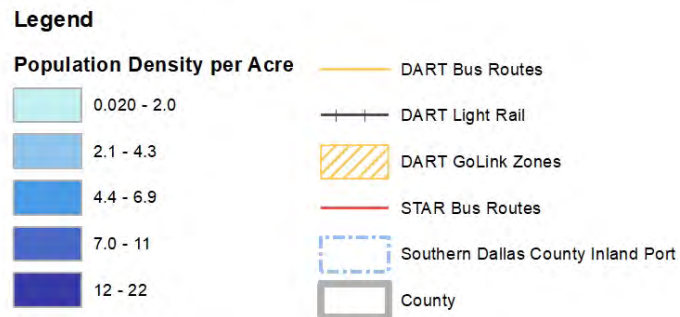 Legend
Population Density per Acre
0.020 - 2.0
2.1 - 4.3
4.4 - 6.9
7.0 - 11
12 - 22
DART Bus Routes
DART Light Rail
DART GoLink Zones
STAR Bus Routes
Southern Dallas County Inland Port
County